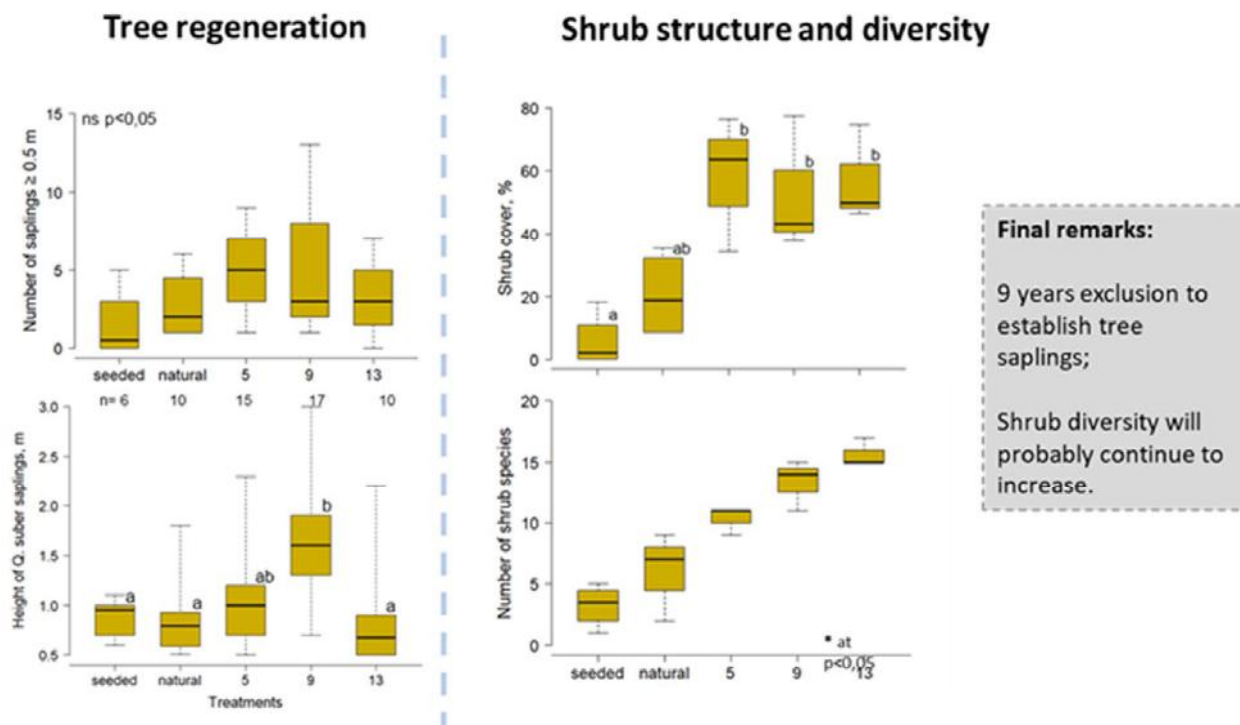 Tree regeneration
Number of saplings ≥ 0.5 m
15
10
5
0
ns p<0,05
seeded natural 5 9 13
n= 6 10 15 17 10
Height of Q. suber saplings, m
3.0
2.5
2.0
1.5
1.0
0.5
a a ab b a
seeded natural 5 9 13
Treatments
Shrub structure and diversity
Shrub cover, %
80
60
40
20
0
a ab b b b
Number of shrub species
20
15
10
5
0
* at
p<0,05
seeded natural 5 9 13
Final remarks:
9 years exclusion to
establish tree
saplings;
Shrub diversity will
probably continue to
increase.